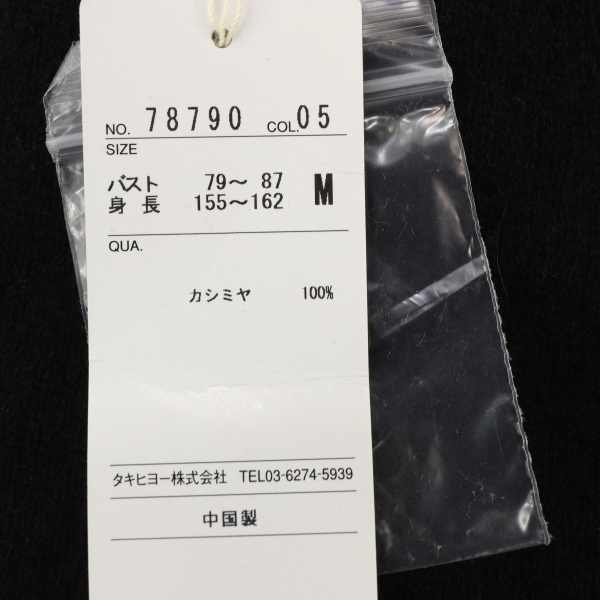 NO. 78790 COL. 05
SIZE
バスト 79～ 87 M
身 長 155～162
QUA.
カシミヤ 100%
タキヒヨー株式会社 TEL03-6274-5939
中国製